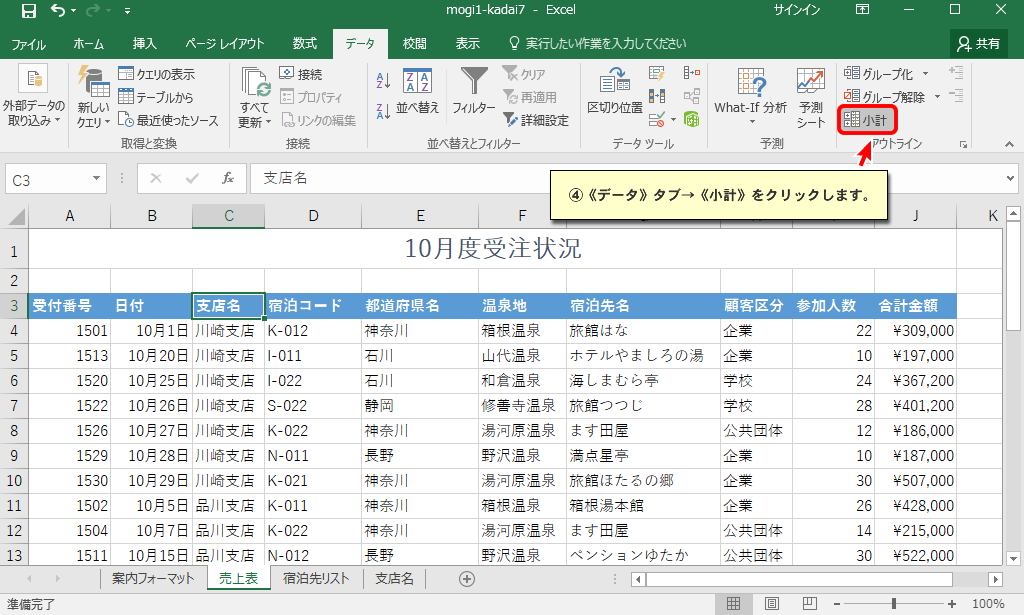 mogi1-kadai7 - Excel サインイン
ファイル ホーム 挿入 ページ レイアウト 数式 データ 校閲 表示 実行したい作業を入力してください 共有
外部データの取り込み
新しいクエリ
クエリの表示
テーブルから
最近使ったソース
取得と変換
すべて更新
接続
プロパティ
リンクの編集
接続
並べ替え
フィルター
クリア
再適用
詳細設定
並べ替えとフィルター
区切り位置
データ ツール
What-If 分析
予測シート
予測
グループ化
グループ解除
小計
アウトライン
C3 fx 支店名
④《データ》タブ→《小計》をクリックします。
A B C D E F J K
1 10月度受注状況
2
3 受付番号 日付 支店名 宿泊コード 都道府県名 温泉地 宿泊先名 顧客区分 参加人数 合計金額
4 1501 10月1日 川崎支店 K-012 神奈川 箱根温泉 旅館はな 企業 22 ¥309,000
5 1513 10月20日 川崎支店 I-011 石川 山代温泉 ホテルやましろの湯 企業 10 ¥197,000
6 1520 10月25日 川崎支店 I-022 石川 和倉温泉 海しまむら亭 学校 24 ¥367,200
7 1522 10月26日 川崎支店 S-022 静岡 修善寺温泉 旅館つつじ 学校 28 ¥401,200
8 1526 10月27日 川崎支店 K-022 神奈川 湯河原温泉 ます田屋 公共団体 12 ¥186,000
9 1529 10月28日 川崎支店 N-011 長野 野沢温泉 満点星亭 企業 10 ¥187,000
10 1530 10月29日 川崎支店 K-021 神奈川 湯河原温泉 旅館ほたるの郷 企業 30 ¥507,000
11 1502 10月5日 品川支店 K-011 神奈川 箱根温泉 箱根湯本館 企業 26 ¥428,000
12 1504 10月7日 品川支店 K-022 神奈川 湯河原温泉 ます田屋 公共団体 14 ¥215,000
13 1511 10月15日 品川支店 N-012 長野 野沢温泉 ペンションゆたか 公共団体 30 ¥522,000
案内フォーマット 売上表 宿泊先リスト 支店名
準備完了 100%